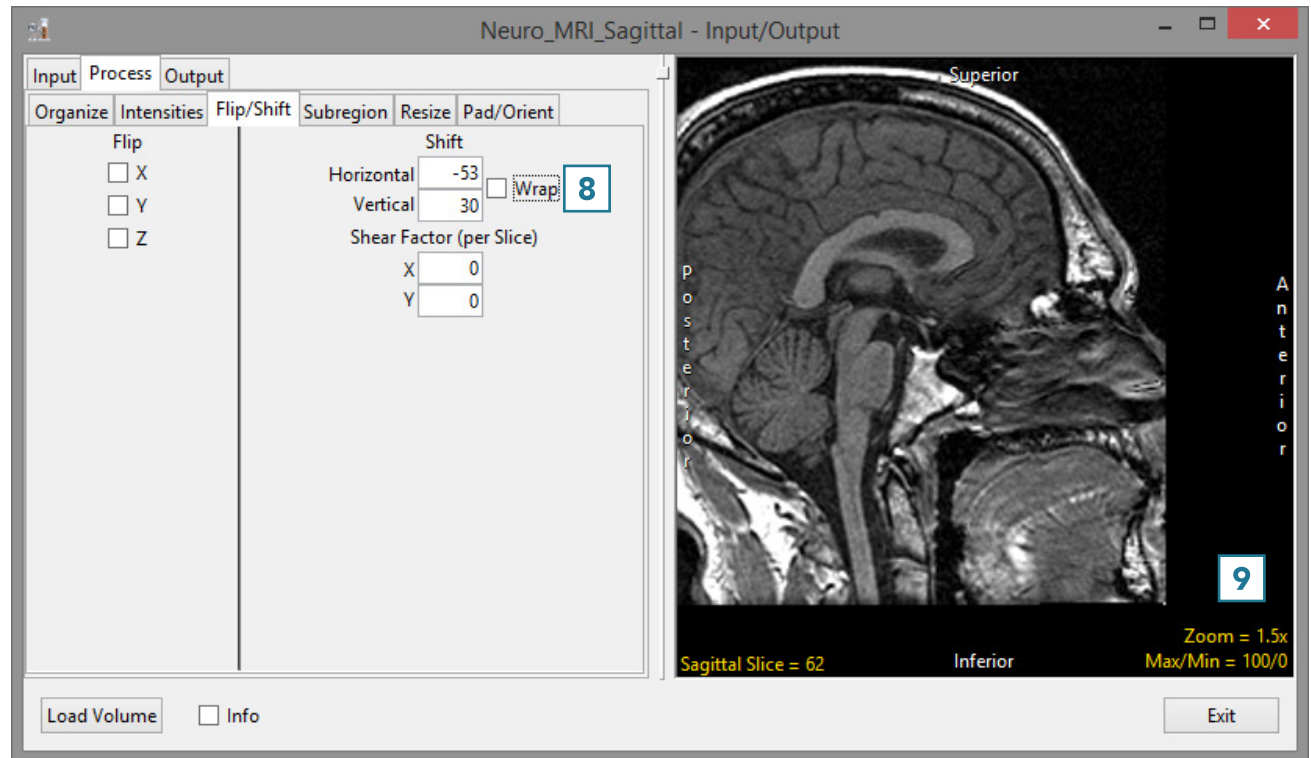 Neuro_MRI_Sagittal - Input/Output
Input Process Output
Organize Intensities Flip/Shift Subregion Resize Pad/Orient
Flip
X
Y
Z
Shift
Horizontal -53
Vertical 30
Wrap
8
Shear Factor (per Slice)
X 0
Y 0
Superior
Posterior
Anterior
9
Zoom = 1.5x
Sagittal Slice = 62 Inferior Max/Min = 100/0
Load Volume Info Exit